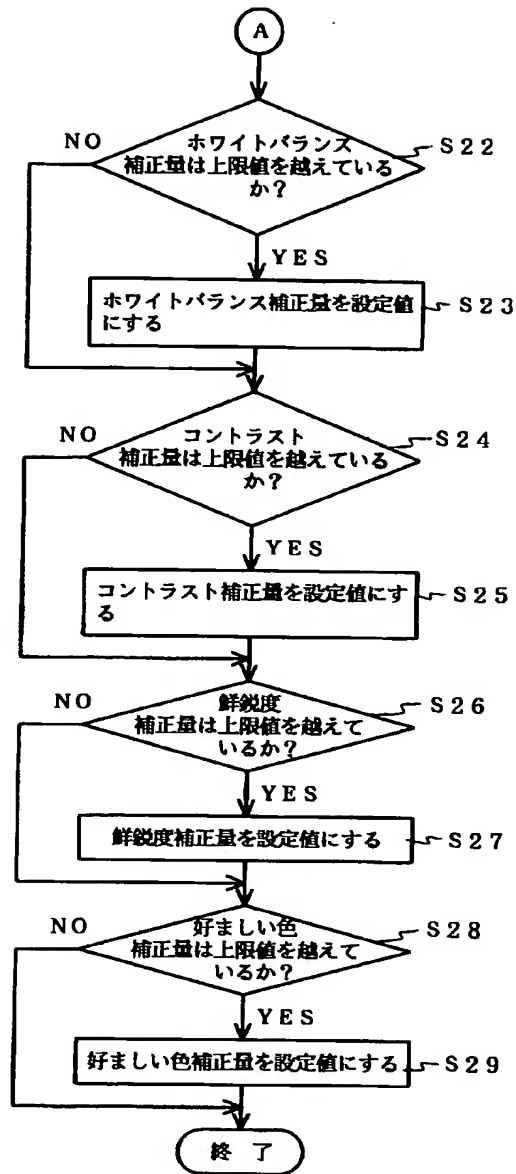 A
NO
ホワイトバランス
補正量は上限値を越えている
か?
S22
YES
ホワイトバランス補正量を設定値
にする
S23
NO
コントラスト
補正量は上限値を越えている
か?
S24
YES
コントラスト補正量を設定値にす
る
S25
NO
鮮鋭度
補正量は上限値を越えて
いるか?
S26
YES
鮮鋭度補正量を設定値にする
S27
NO
好ましい色
補正量は上限値を越えて
いるか?
S28
YES
好ましい色補正量を設定値にする
S29
終了